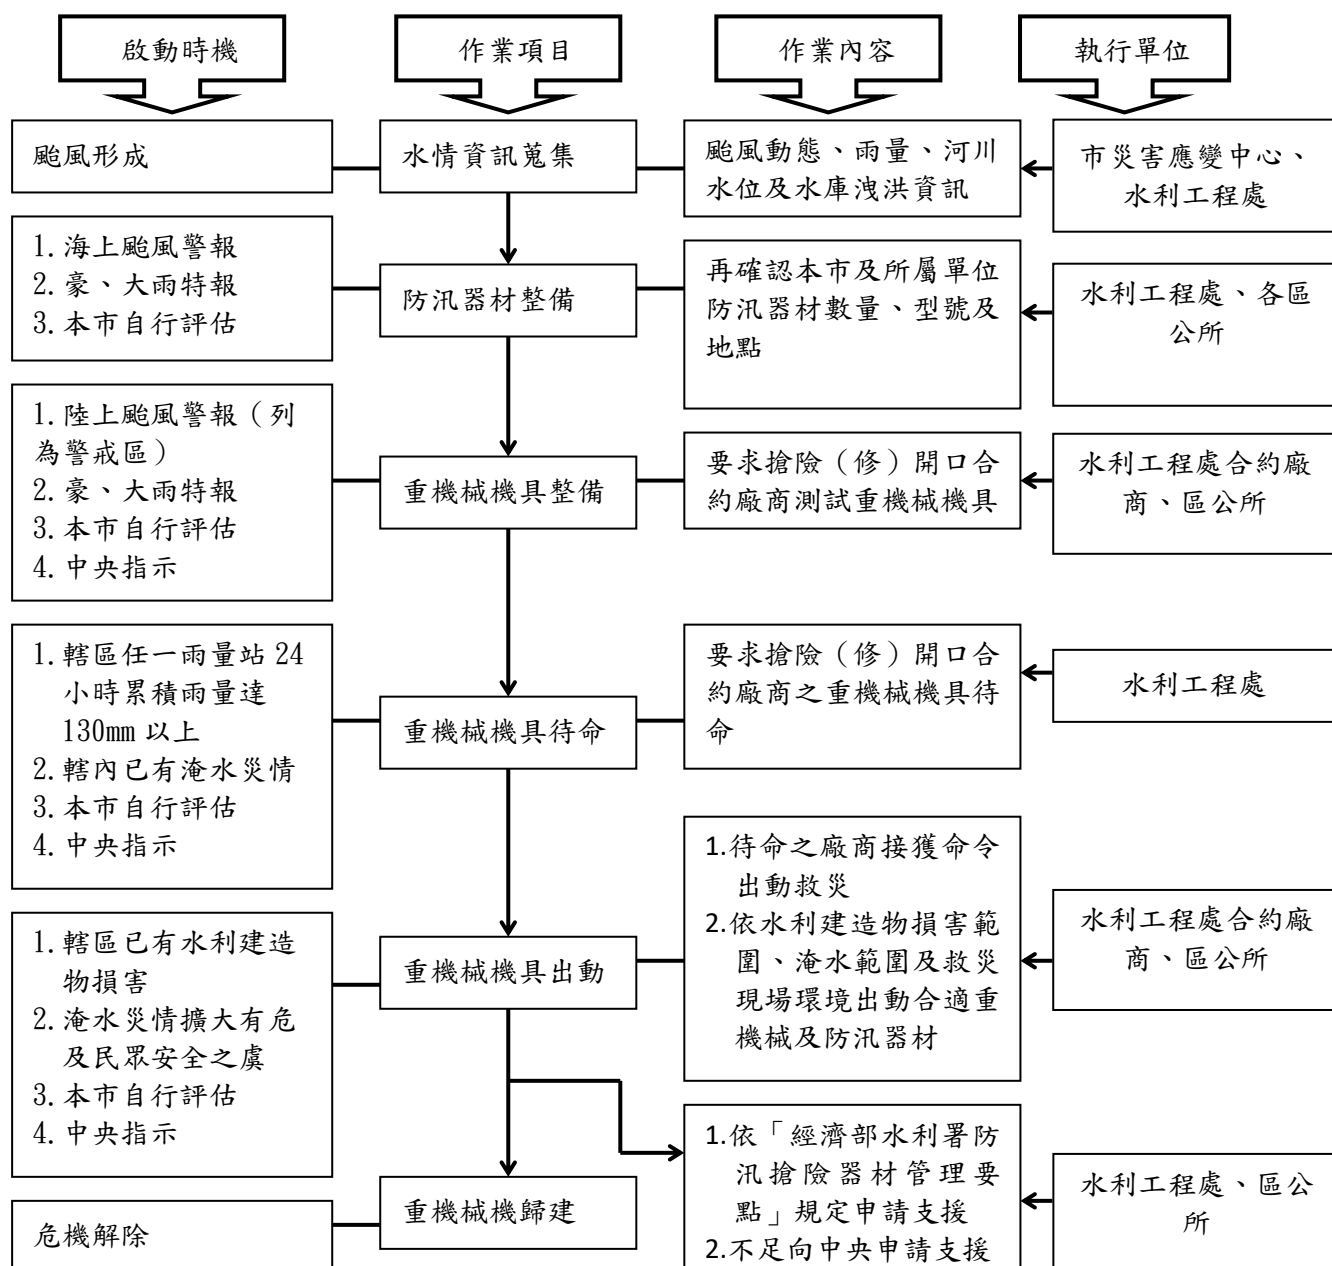 啟動時機
作業項目
作業內容
執行單位
颱風形成
水情資訊蒐集
颱風動態、雨量、河川
水位及水庫洩洪資訊
市災害應變中心、
水利工程處
1.海上颱風警報
2.豪、大雨特報
3.本市自行評估
防汛器材整備
再確認本市及所屬單位
防汛器材數量、型號及
地點
水利工程處、各區
公所
1.陸上颱風警報（列
為警戒區）
2.豪、大雨特報
3.本市自行評估
4.中央指示
重機械機具整備
要求搶險（修）開口合
約廠商測試重機械機具
水利工程處合約廠
商、區公所
1.轄區任一雨量站 24
小時累積雨量達
130mm 以上
2.轄內已有淹水災情
3.本市自行評估
4.中央指示
重機械機具待命
要求搶險（修）開口合
約廠商之重機械機具待
命
水利工程處
1.轄區已有水利建造
物損害
2.淹水災情擴大有危
及民眾安全之虞
3.本市自行評估
4.中央指示
重機械機具出動
1.待命之廠商接獲命令
出動救災
2.依水利建造物損害範
圍、淹水範圍及救災
現場環境出動合適重
機械及防汛器材
水利工程處合約廠
商、區公所
危機解除
重機械機歸建
1.依「經濟部水利署防
汛搶險器材管理要
點」規定申請支援
2.不足向中央申請支援
水利工程處、區公
所